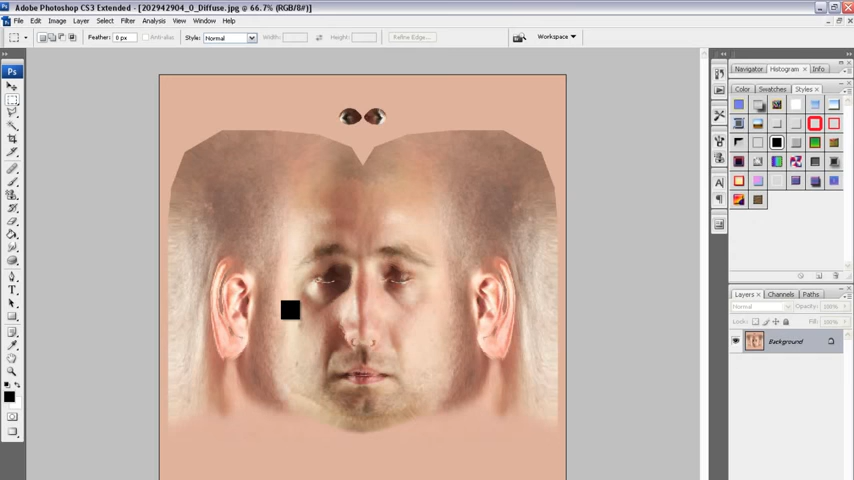 Adobe Photoshop CS3 Extended - [202942904_0_Diffuse.jpg @ 66.7% (RGB/8#)]
File Edit Image Layer Select Filter Analysis View Window Help
Feather: 0 px Anti-alias Style: Normal Width: Height: Refine Edge... Workspace
Ps
Navigator Histogram Info
Color Swatches Styles
Layers Channels Paths
Normal Opacity: 100%
Lock: Fill: 100%
Background